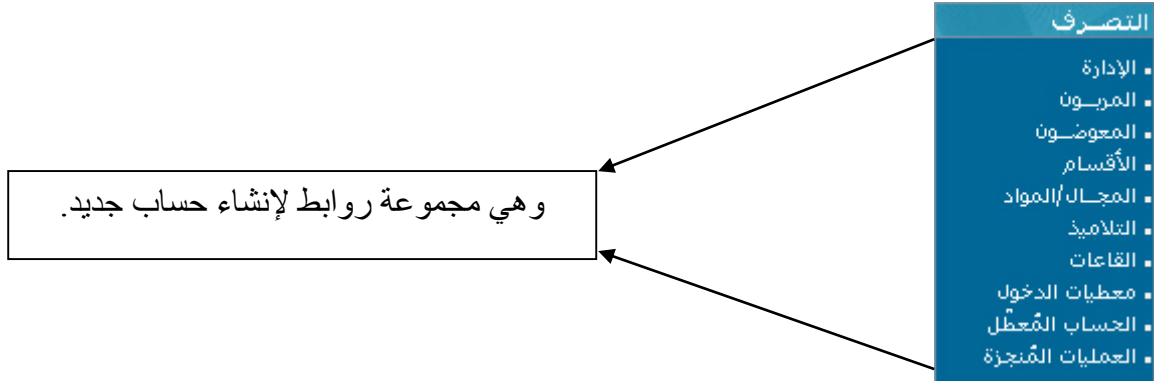 التصــرف
الإدارة
المربــون
المعوضــون
الأقسام
المجــال/المواد
التلاميذ
القاعات
معطيات الدخول
الحساب المُعطّل
العمليات المُنجزة
وهي مجموعة روابط لإنشاء حساب جديد.